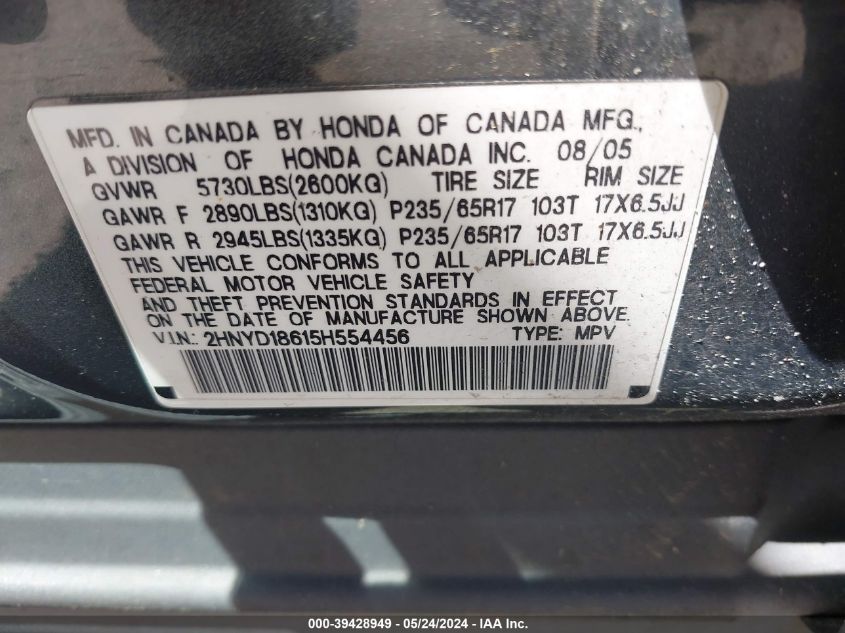 MFD. IN CANADA BY HONDA OF CANADA MFG.,
A DIVISION OF HONDA CANADA INC. 08/05
GVWR 5730LBS(2600KG) TIRE SIZE RIM SIZE
GAWR F 2890LBS(1310KG) P235/65R17 103T 17X6.5JJ
GAWR R 2945LBS(1335KG) P235/65R17 103T 17X6.5JJ
THIS VEHICLE CONFORMS TO ALL APPLICABLE
FEDERAL MOTOR VEHICLE SAFETY
AND THEFT PREVENTION STANDARDS IN EFFECT
ON THE DATE OF MANUFACTURE SHOWN ABOVE.
V.I.N.: 2HNYD18615H554456 TYPE: MPV
000-39428949 - 05/24/2024 - IAA Inc.